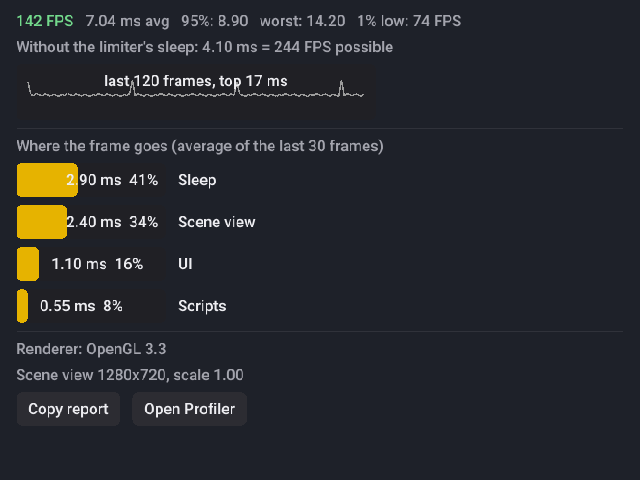 142 FPS 7.04 ms avg 95%: 8.90 worst: 14.20 1% low: 74 FPS
Without the limiter's sleep: 4.10 ms = 244 FPS possible
last 120 frames, top 17 ms
Where the frame goes (average of the last 30 frames)
2.90 ms 41% Sleep
2.40 ms 34% Scene view
1.10 ms 16% UI
0.55 ms 8% Scripts
Renderer: OpenGL 3.3
Scene view 1280x720, scale 1.00
Copy report Open Profiler